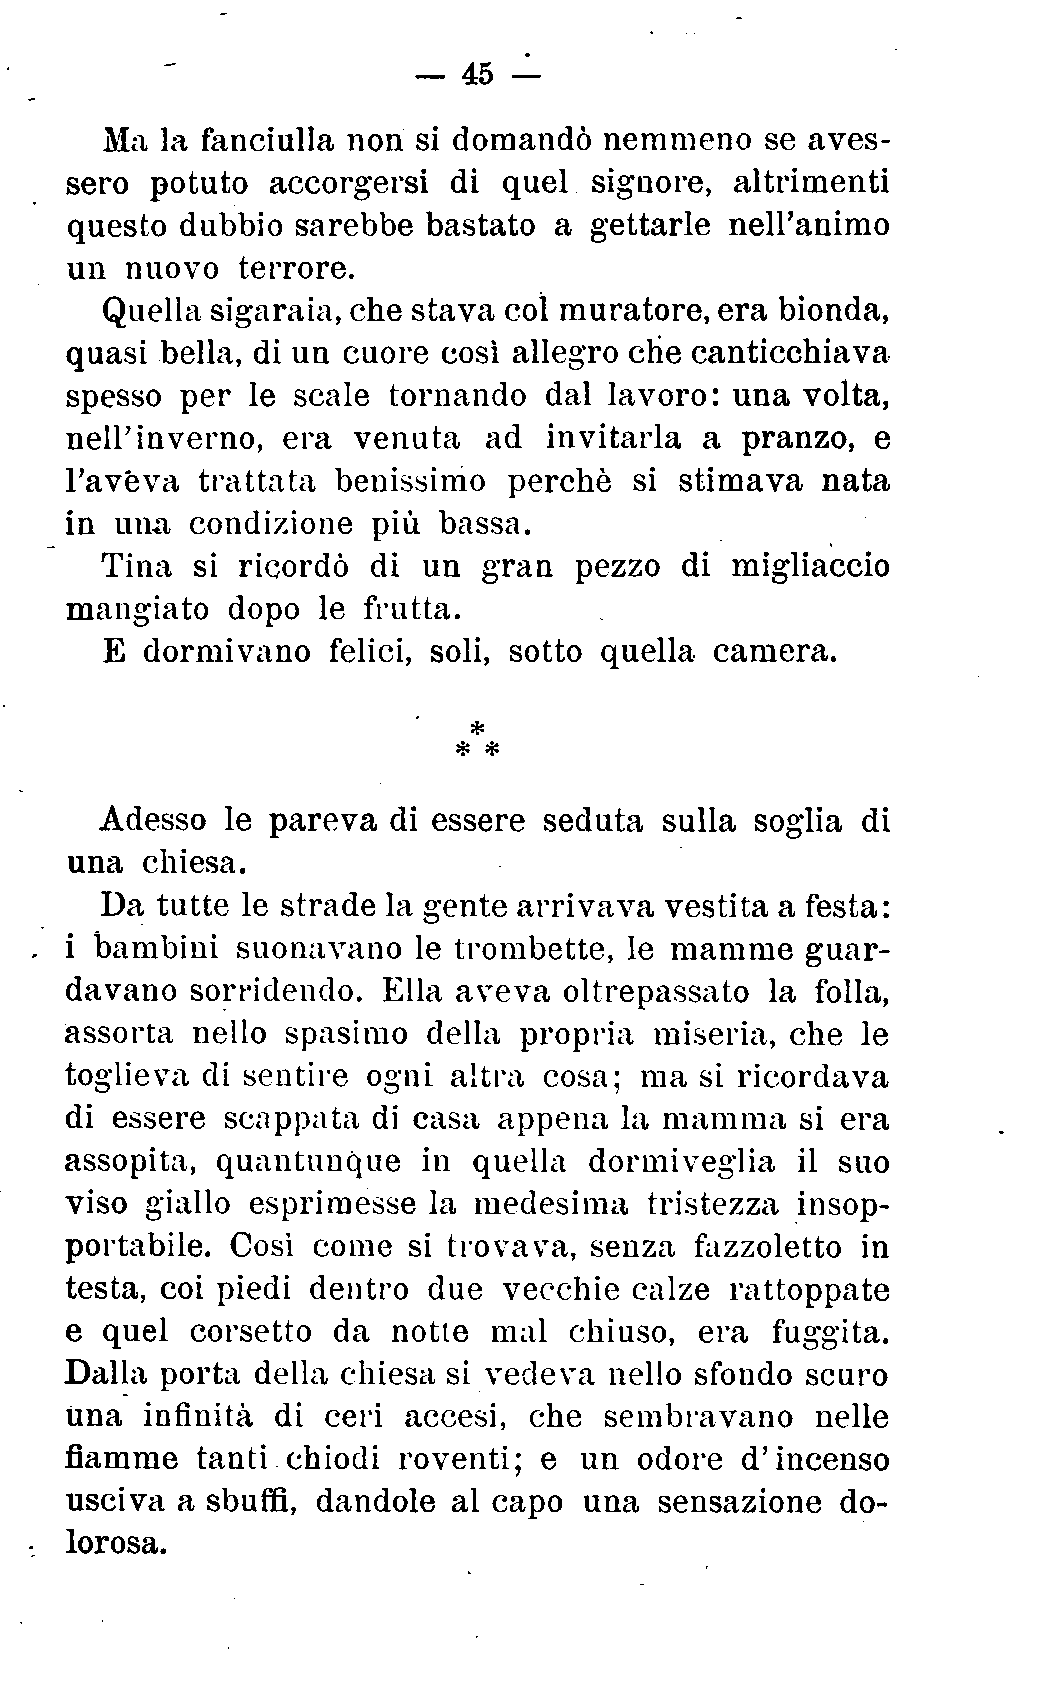 — 45 —
Ma la fanciulla non si domandò nemmeno se aves-
sero potuto accorgersi di quel signore, altrimenti
questo dubbio sarebbe bastato a gettarle nell'animo
un nuovo terrore.
Quella sigaraia, che stava col muratore, era bionda,
quasi bella, di un cuore così allegro che canticchiava
spesso per le scale tornando dal lavoro: una volta,
nell'inverno, era venuta ad invitarla a pranzo, e
l'aveva trattata benissimo perchè si stimava nata
in una condizione più bassa.
Tina si ricordò di un gran pezzo di migliaccio
mangiato dopo le frutta.
E dormivano felici, soli, sotto quella camera.
*
* *
Adesso le pareva di essere seduta sulla soglia di
una chiesa.
Da tutte le strade la gente arrivava vestita a festa:
i bambini suonavano le trombette, le mamme guar-
davano sorridendo. Ella aveva oltrepassato la folla,
assorta nello spasimo della propria miseria, che le
toglieva di sentire ogni altra cosa; ma si ricordava
di essere scappata di casa appena la mamma si era
assopita, quantunque in quella dormiveglia il suo
viso giallo esprimesse la medesima tristezza insop-
portabile. Così come si trovava, senza fazzoletto in
testa, coi piedi dentro due vecchie calze rattoppate
e quel corsetto da notte mal chiuso, era fuggita.
Dalla porta della chiesa si vedeva nello sfondo scuro
una infinità di ceri accesi, che sembravano nelle
fiamme tanti chiodi roventi; e un odore d'incenso
usciva a sbuffi, dandole al capo una sensazione do-
lorosa.